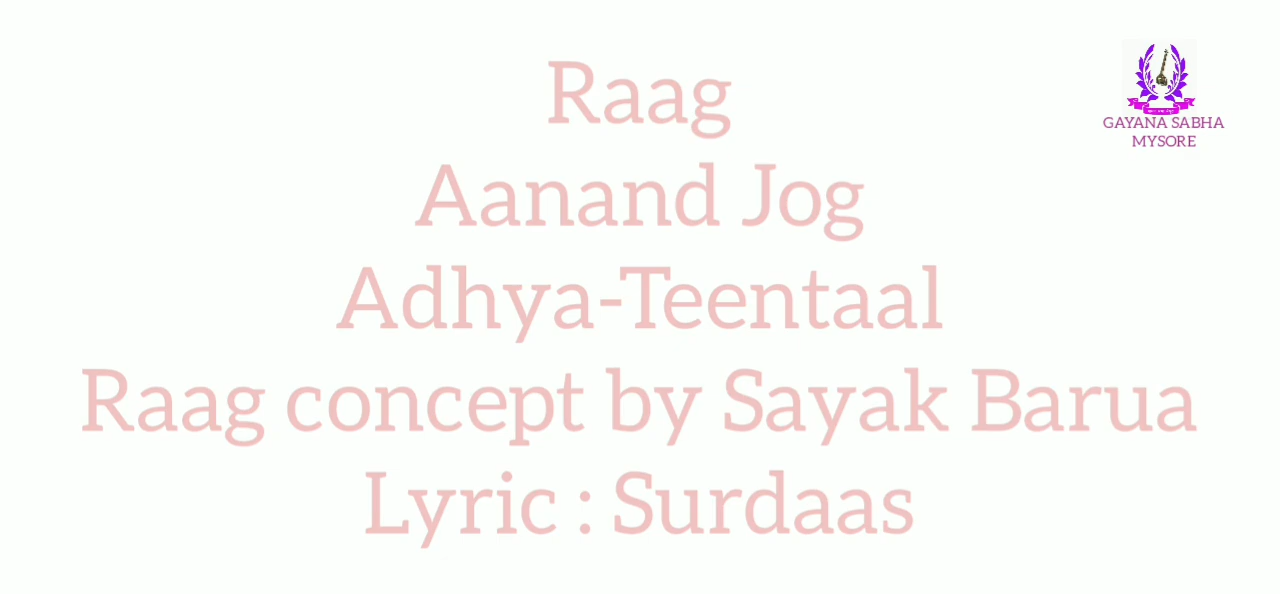 Raag
Aanand Jog
Adhya-Teentaal
Raag concept by Sayak Barua
Lyric : Surdaas
GAYANA SABHA
MYSORE